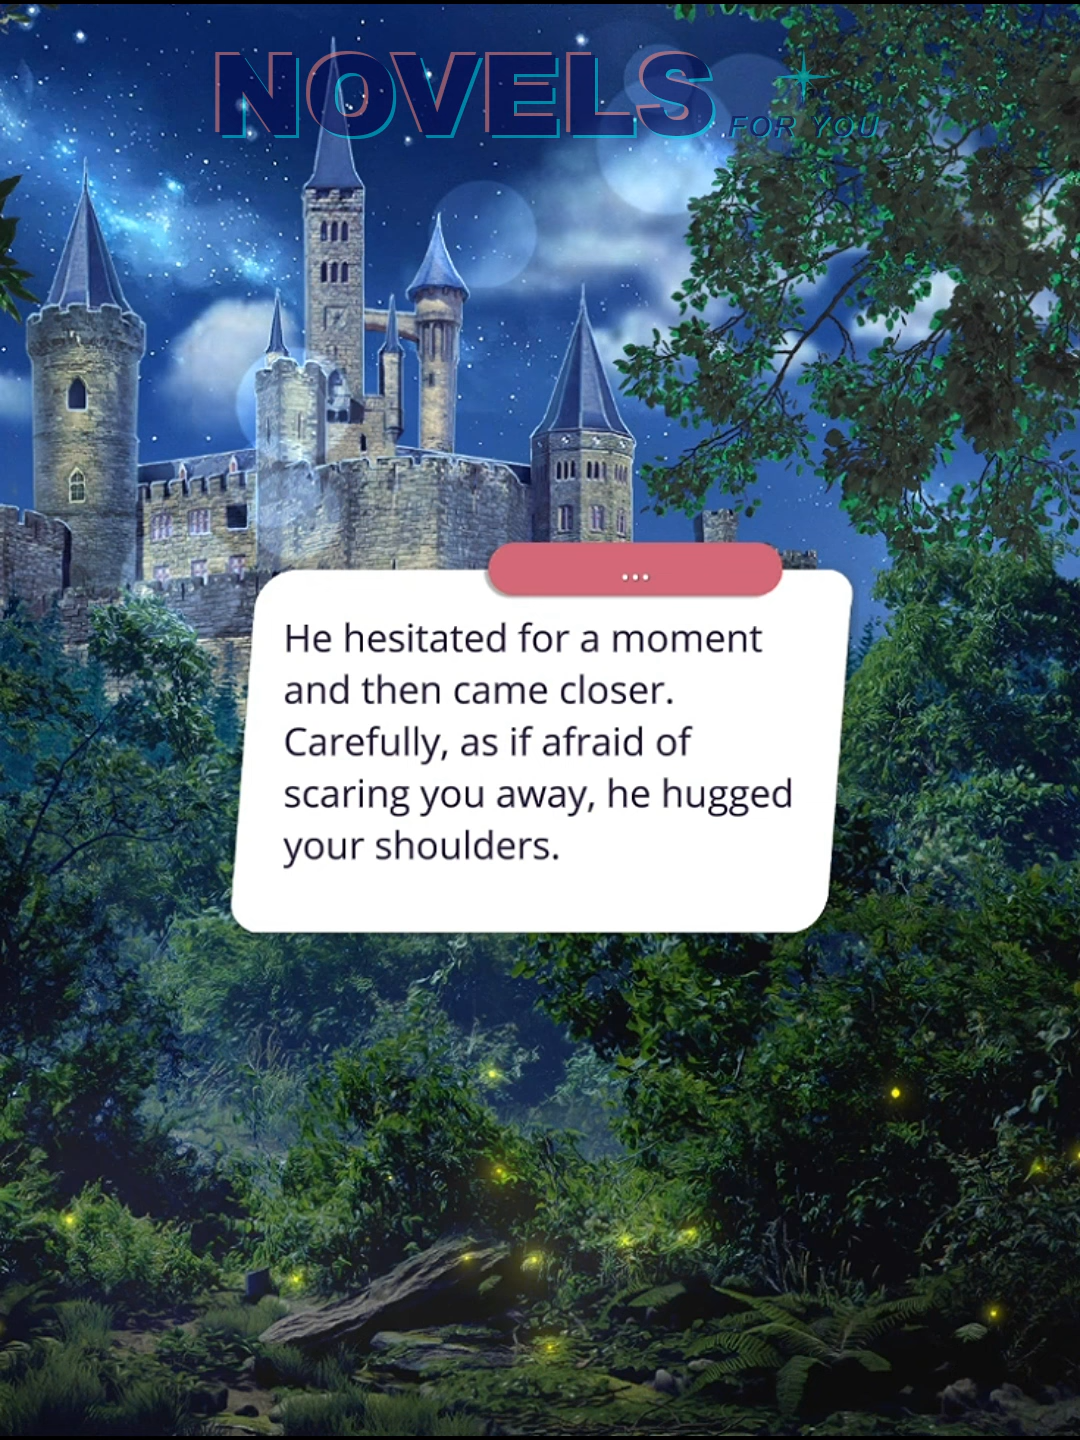 NOVELS
FOR YOU
...
He hesitated for a moment
and then came closer.
Carefully, as if afraid of
scaring you away, he hugged
your shoulders.